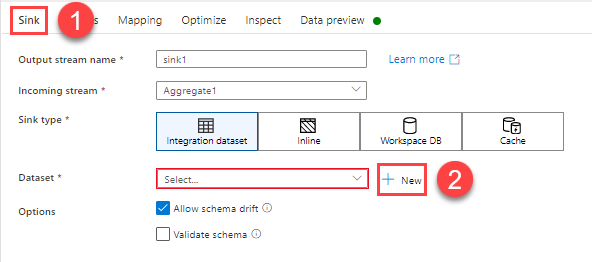 Sink 1 s Mapping Optimize Inspect Data preview
Output stream name * sink1 Learn more
Incoming stream * Aggregate1
Sink type * Integration dataset Inline Workspace DB Cache
Dataset * Select... + New 2
Options Allow schema drift
Validate schema